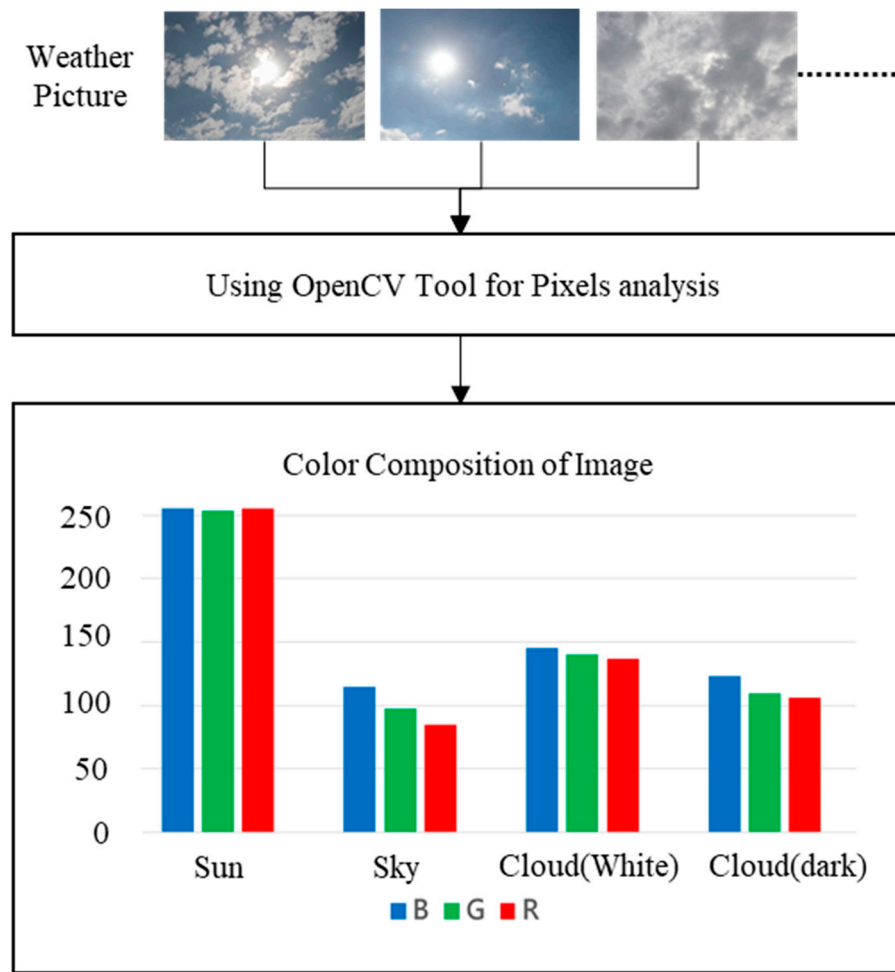 Weather
Picture
Using OpenCV Tool for Pixels analysis
Color Composition of Image
250
200
150
100
50
0
Sun Sky Cloud(White) Cloud(dark)
B G R